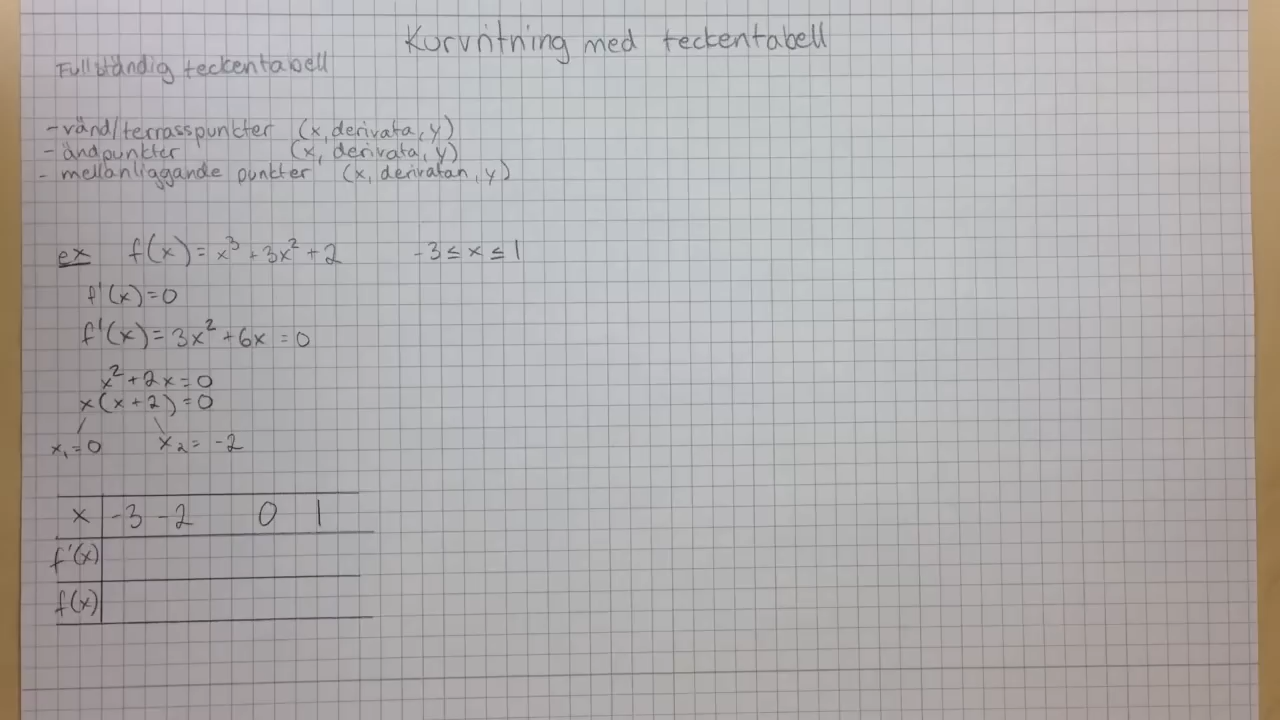 Kurvritning med teckentabell
Fullständig teckentabell
- vänd/terrasspunkter (x, derivata, y)
- ändpunkter (x, derivata, y)
- mellanliggande punkter (x, derivatan, y)
ex f(x) = x³ + 3x² + 2 -3 ≤ x ≤ 1
f'(x) = 0
f'(x) = 3x² + 6x = 0
x² + 2x = 0
x(x + 2) = 0
x₁ = 0 x₂ = -2
x -3 -2 0 1
f'(x)
f(x)